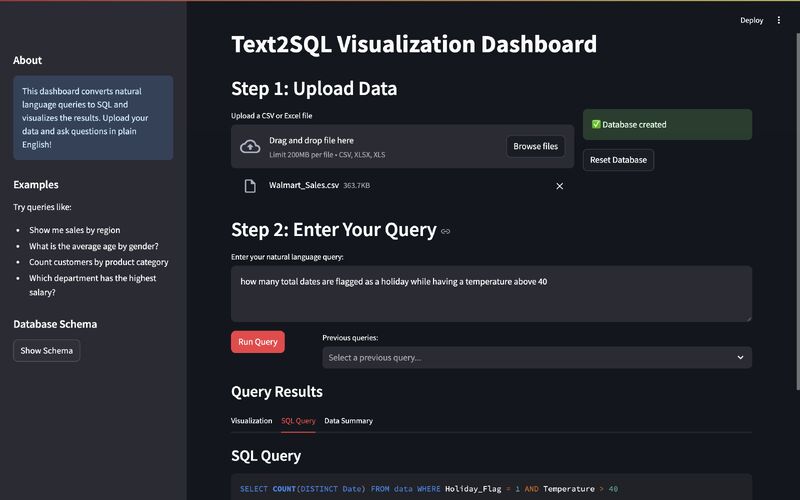 Deploy
About
This dashboard converts natural
language queries to SQL and
visualizes the results. Upload your
data and ask questions in plain
English!
Examples
Try queries like:
Show me sales by region
What is the average age by gender?
Count customers by product category
Which department has the highest
salary?
Database Schema
Show Schema
Text2SQL Visualization Dashboard
Step 1: Upload Data
Upload a CSV or Excel file
Drag and drop file here
Limit 200MB per file • CSV, XLSX, XLS
Browse files
Walmart_Sales.csv 363.7KB
✅ Database created
Reset Database
Step 2: Enter Your Query
Enter your natural language query:
how many total dates are flagged as a holiday while having a temperature above 40
Run Query
Previous queries:
Select a previous query...
Query Results
Visualization SQL Query Data Summary
SQL Query
SELECT COUNT(DISTINCT Date) FROM data WHERE Holiday_Flag = 1 AND Temperature > 40